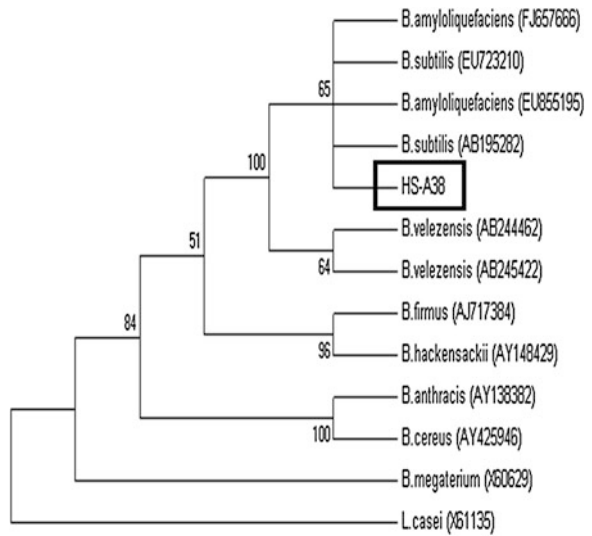 B.amyloliquefaciens (FJ657666)
B.subtilis (EU723210)
65
B.amyloliquefaciens (EU855195)
B.subtilis (AB195282)
100
HS-A38
B.velezensis (AB244462)
51
64
B.velezensis (AB245422)
B.firmus (AJ717384)
84
96
B.hackensackii (AY148429)
B.anthracis (AY138382)
100
B.cereus (AY425946)
B.megaterium (X60629)
L.casei (X61135)